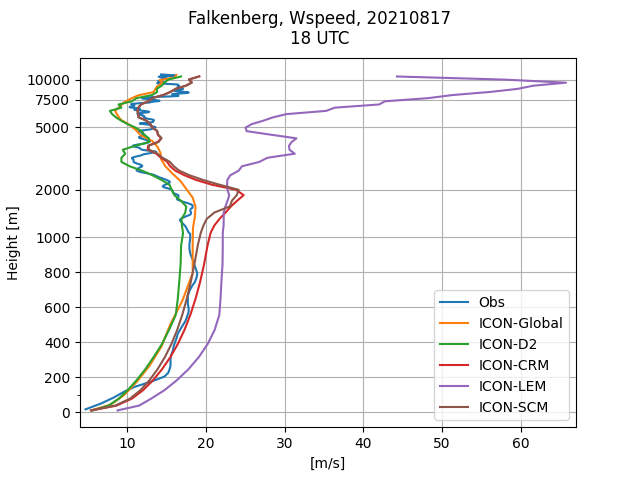 Falkenberg, Wspeed, 20210817
18 UTC
Height [m]
10000
7500
5000
2000
1000
800
600
400
200
0
10
20
30
40
50
60
[m/s]
Obs
ICON-Global
ICON-D2
ICON-CRM
ICON-LEM
ICON-SCM